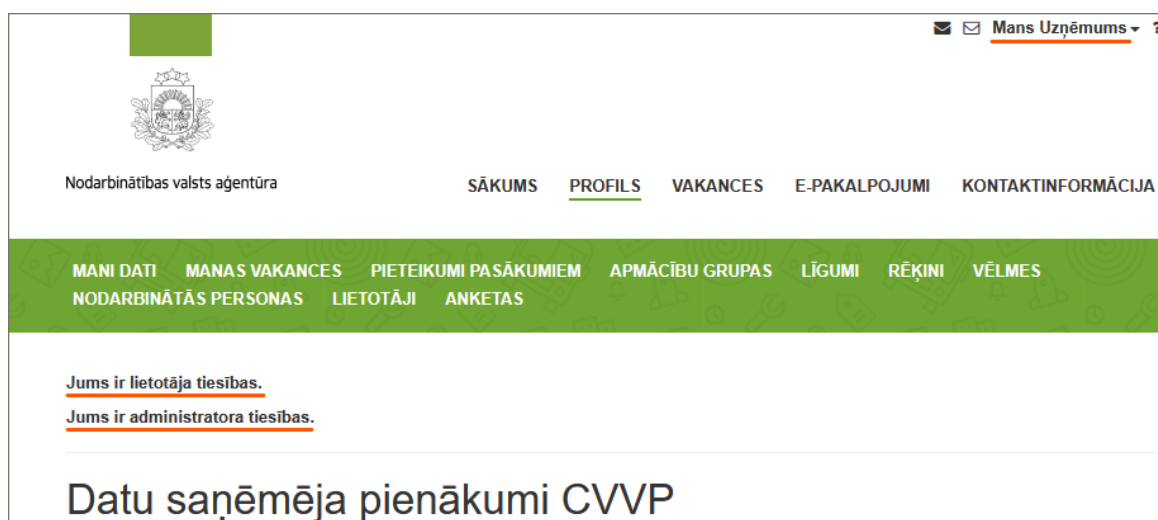 Mans Uzņēmums
Nodarbinātības valsts aģentūra
SĀKUMS PROFILS VAKANCES E-PAKALPOJUMI KONTAKTINFORMĀCIJA
MANI DATI MANAS VAKANCES PIETEIKUMI PASĀKUMIEM APMĀCĪBU GRUPAS LĪGUMI RĒĶINI VĒLMES
NODARBINĀTĀS PERSONAS LIETOTĀJI ANKETAS
Jums ir lietotāja tiesības.
Jums ir administratora tiesības.
Datu saņēmēja pienākumi CVVP